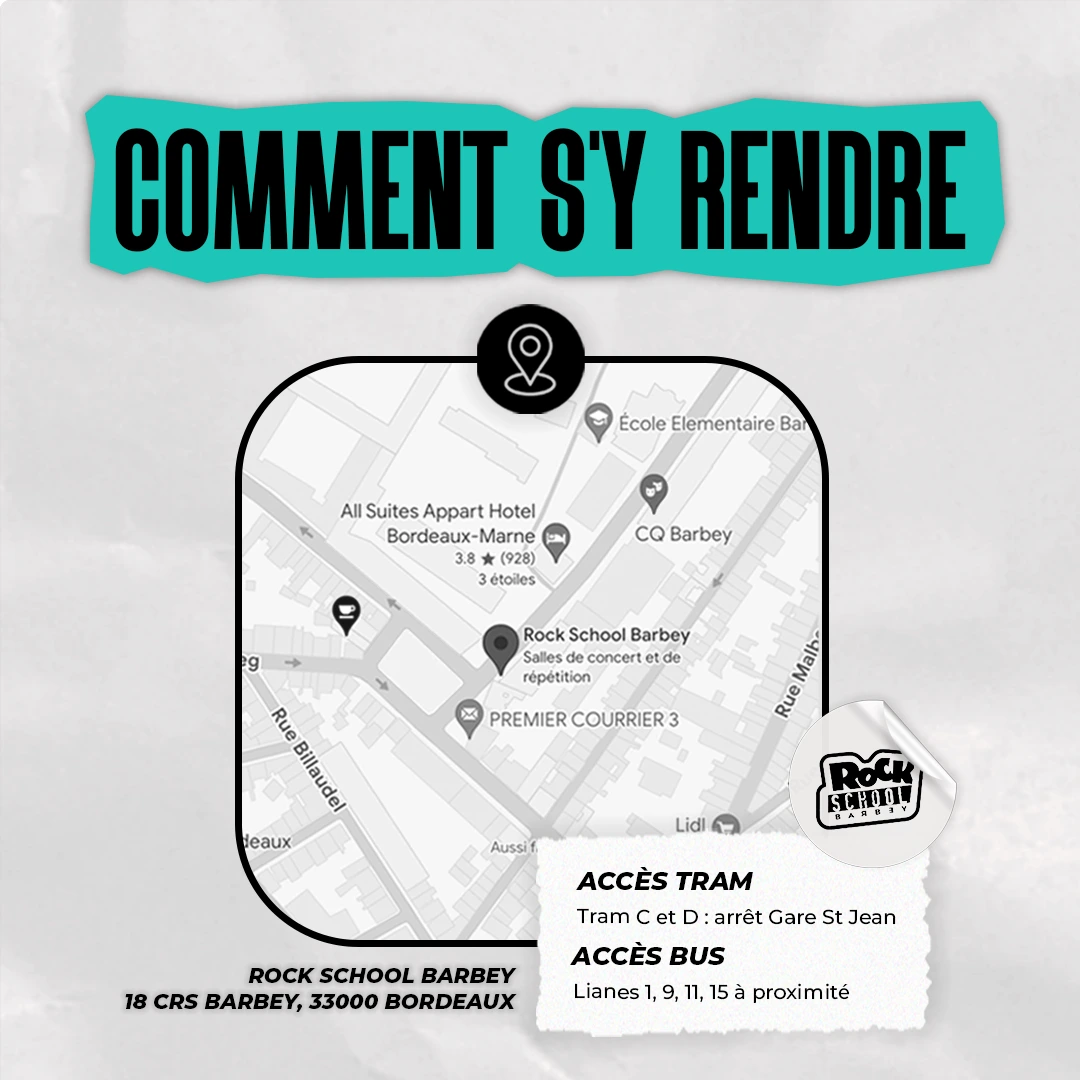 COMMENT S'Y RENDRE
École Elementaire Bar
CQ Barbey
All Suites Appart Hotel
Bordeaux-Marne
3.8 ★ (928)
3 étoiles
Rock School Barbey
Salles de concert et de
répétition
eg
PREMIER COURRIER 3
Rue Malb
Rue Billaudel
ROCK
SCHOOL
BARBEY
Lidl
deaux
Aussi f
ACCÈS TRAM
Tram C et D : arrêt Gare St Jean
ACCÈS BUS
Lianes 1, 9, 11, 15 à proximité
ROCK SCHOOL BARBEY
18 CRS BARBEY, 33000 BORDEAUX